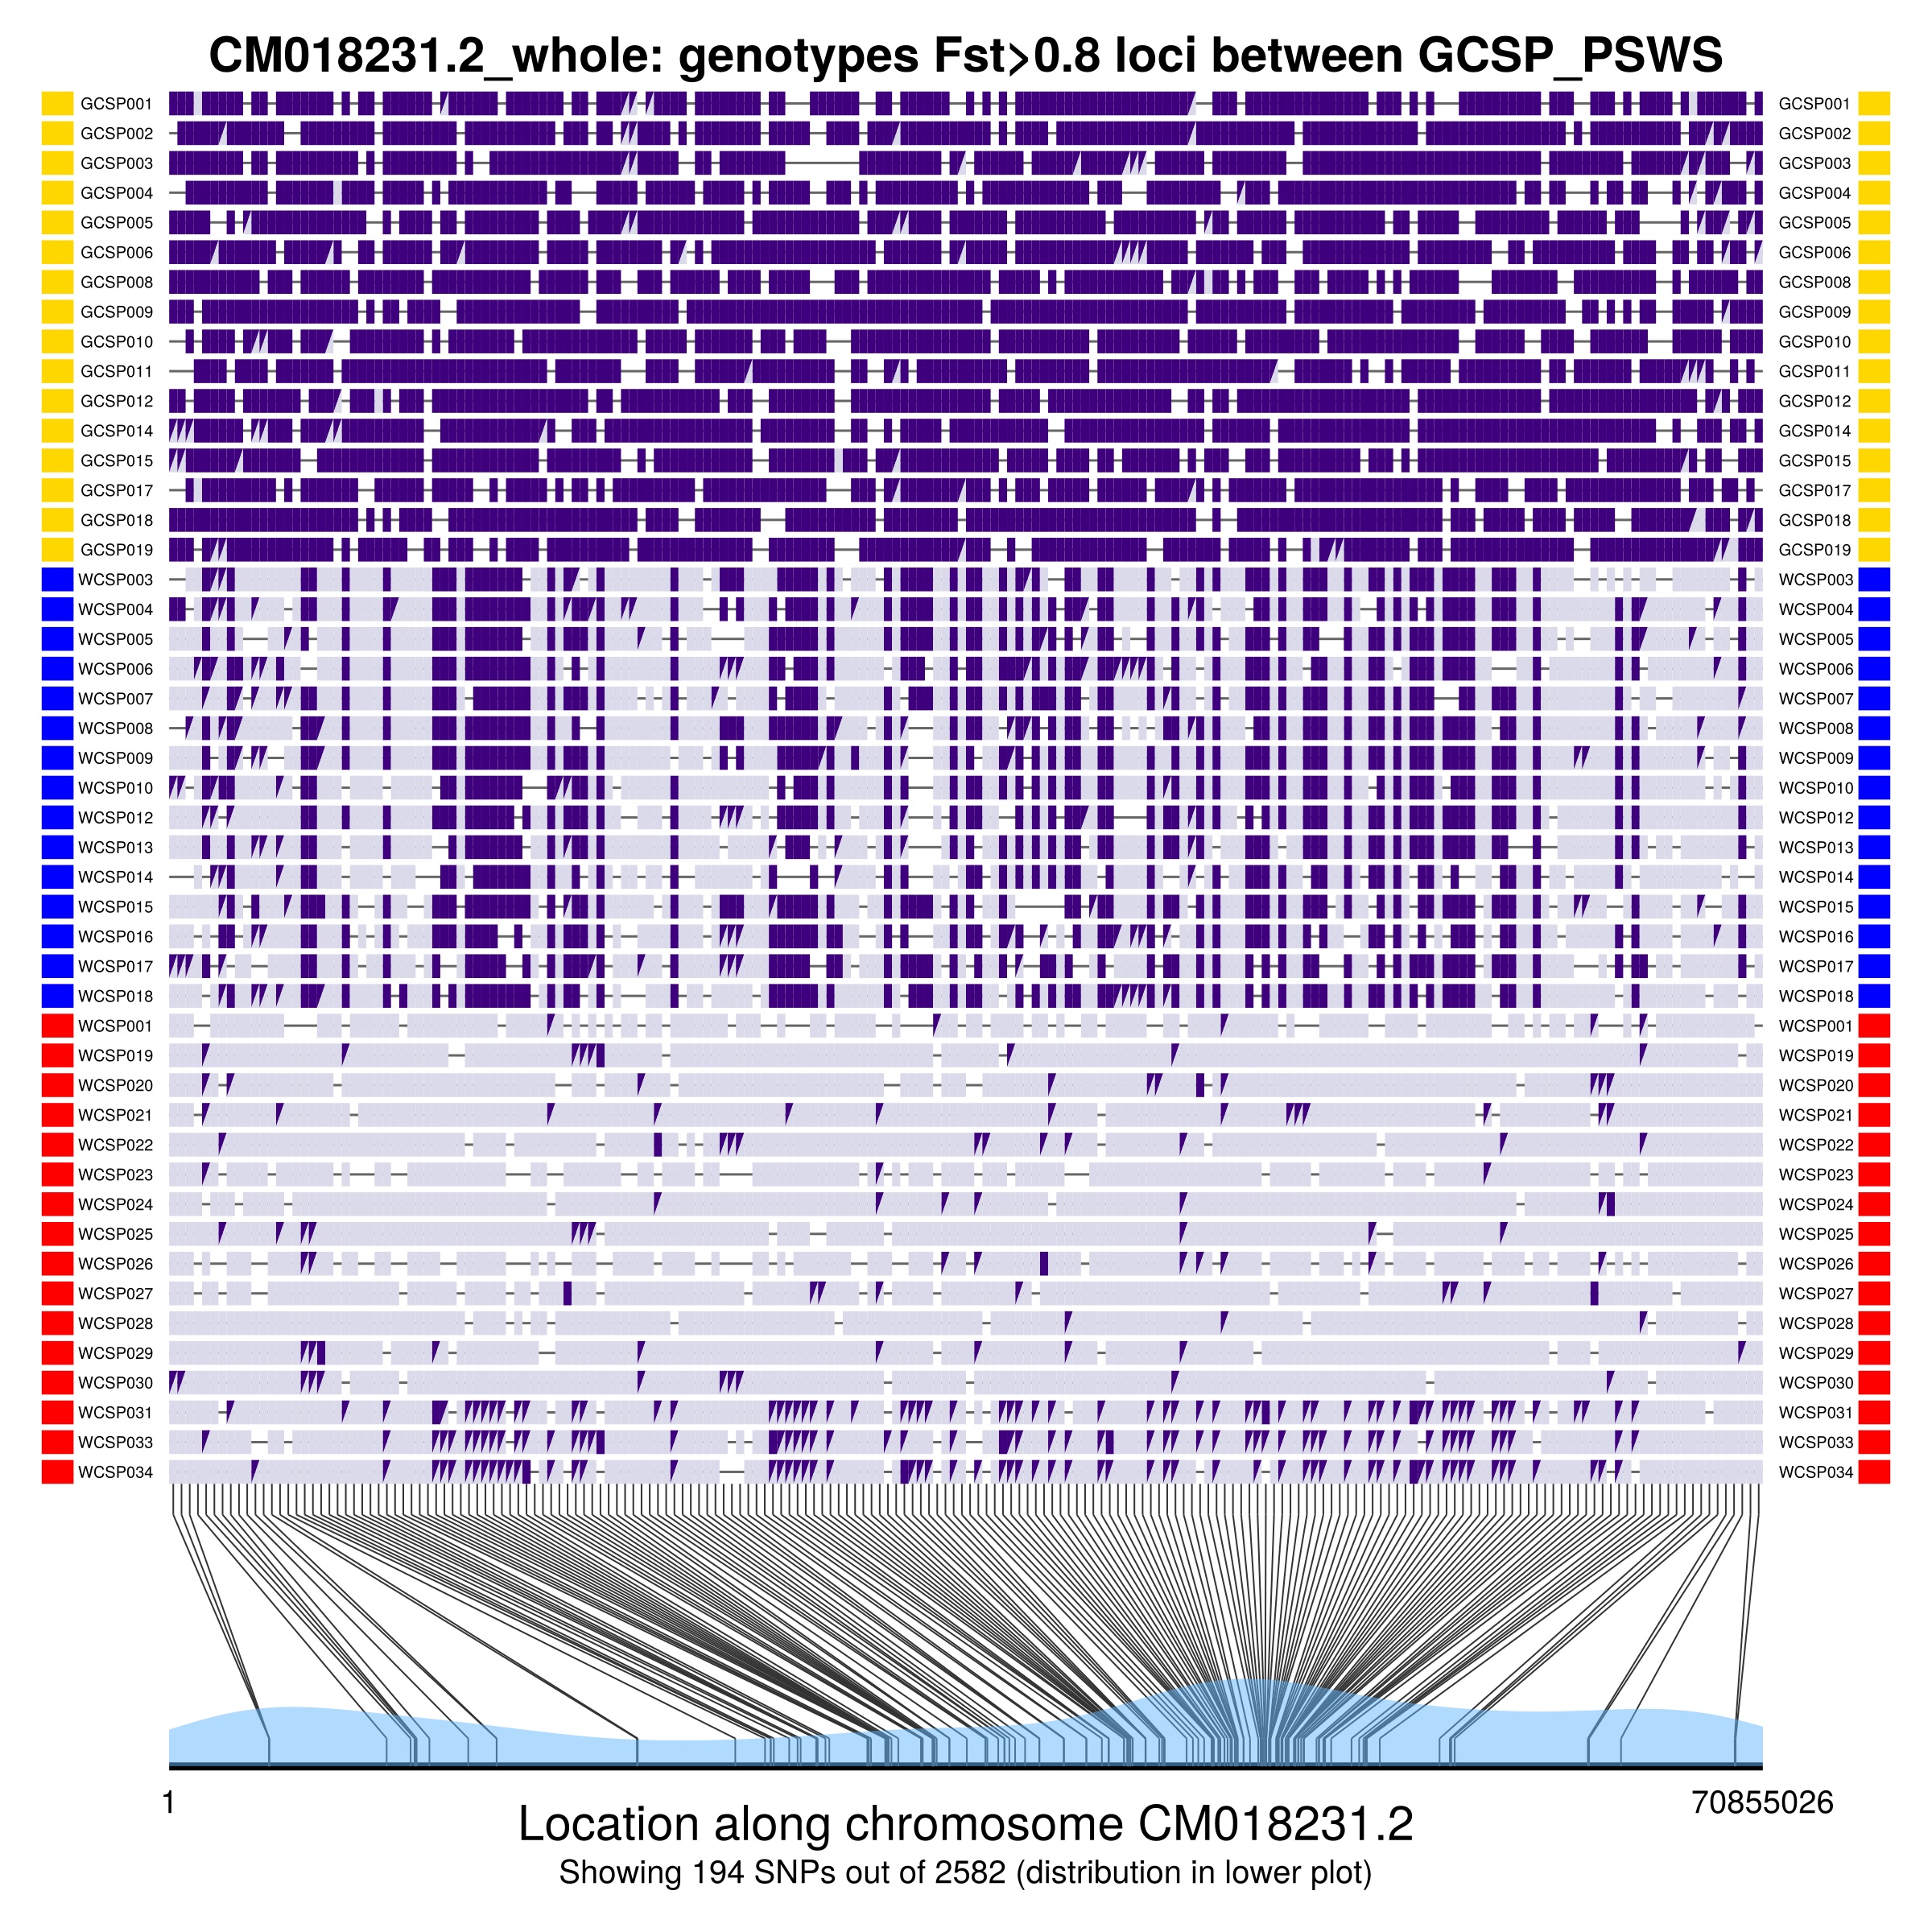 CM018231.2_whole: genotypes Fst>0.8 loci between GCSP_PSWS
GCSP001 GCSP001
GCSP002 GCSP002
GCSP003 GCSP003
GCSP004 GCSP004
GCSP005 GCSP005
GCSP006 GCSP006
GCSP008 GCSP008
GCSP009 GCSP009
GCSP010 GCSP010
GCSP011 GCSP011
GCSP012 GCSP012
GCSP014 GCSP014
GCSP015 GCSP015
GCSP017 GCSP017
GCSP018 GCSP018
GCSP019 GCSP019
WCSP003 WCSP003
WCSP004 WCSP004
WCSP005 WCSP005
WCSP006 WCSP006
WCSP007 WCSP007
WCSP008 WCSP008
WCSP009 WCSP009
WCSP010 WCSP010
WCSP012 WCSP012
WCSP013 WCSP013
WCSP014 WCSP014
WCSP015 WCSP015
WCSP016 WCSP016
WCSP017 WCSP017
WCSP018 WCSP018
WCSP001 WCSP001
WCSP019 WCSP019
WCSP020 WCSP020
WCSP021 WCSP021
WCSP022 WCSP022
WCSP023 WCSP023
WCSP024 WCSP024
WCSP025 WCSP025
WCSP026 WCSP026
WCSP027 WCSP027
WCSP028 WCSP028
WCSP029 WCSP029
WCSP030 WCSP030
WCSP031 WCSP031
WCSP033 WCSP033
WCSP034 WCSP034
1 70855026
Location along chromosome CM018231.2
Showing 194 SNPs out of 2582 (distribution in lower plot)